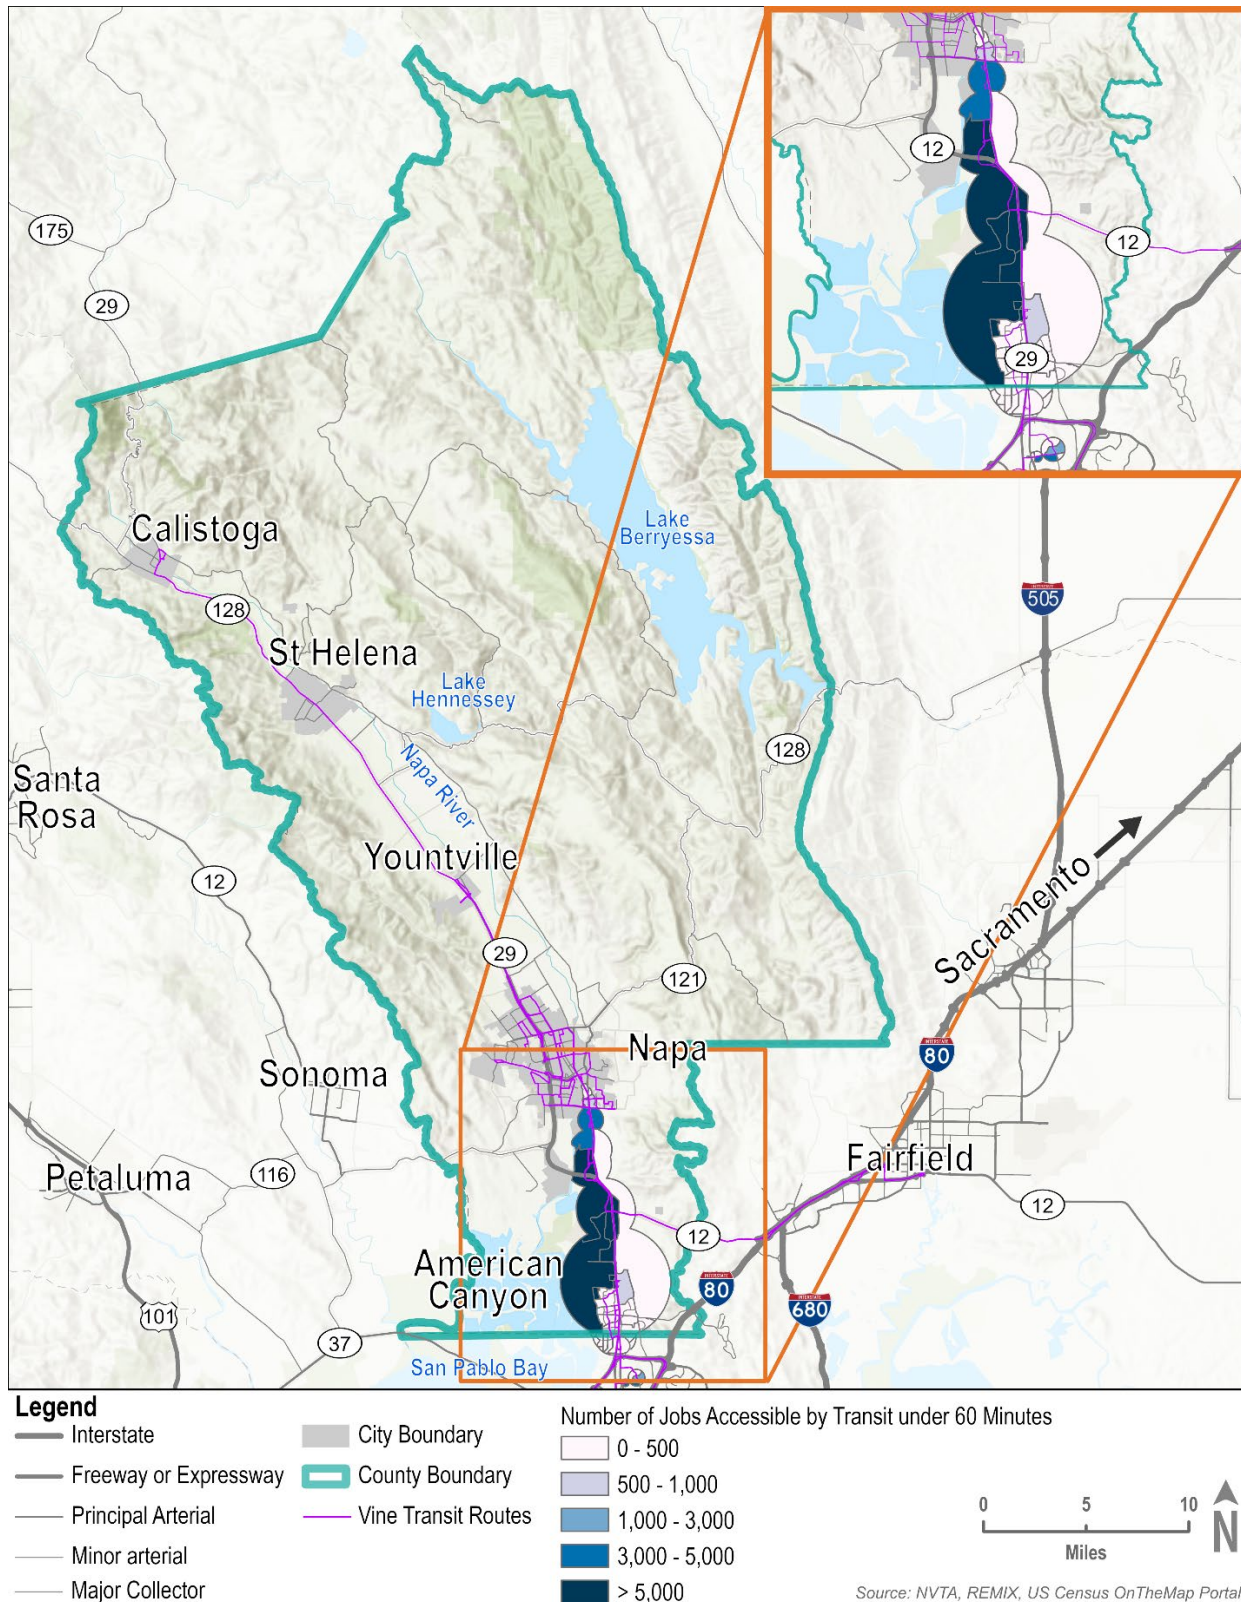 175
29
12
12
29
Calistoga
128
St Helena
Lake
Berryessa
Lake
Hennessey
INTERSTATE
505
Napa River
128
Santa
Rosa
12
Yountville
29
121
Sacramento
Napa
INTERSTATE
80
Sonoma
Fairfield
Petaluma
116
12
12
American
Canyon
INTERSTATE
80
INTERSTATE
680
101
37
San Pablo Bay
Legend
Interstate
Freeway or Expressway
Principal Arterial
Minor arterial
Major Collector
City Boundary
County Boundary
Vine Transit Routes
Number of Jobs Accessible by Transit under 60 Minutes
0 - 500
500 - 1,000
1,000 - 3,000
3,000 - 5,000
> 5,000
0 5 10
Miles
N
Source: NVTA, REMIX, US Census OnTheMap Portal